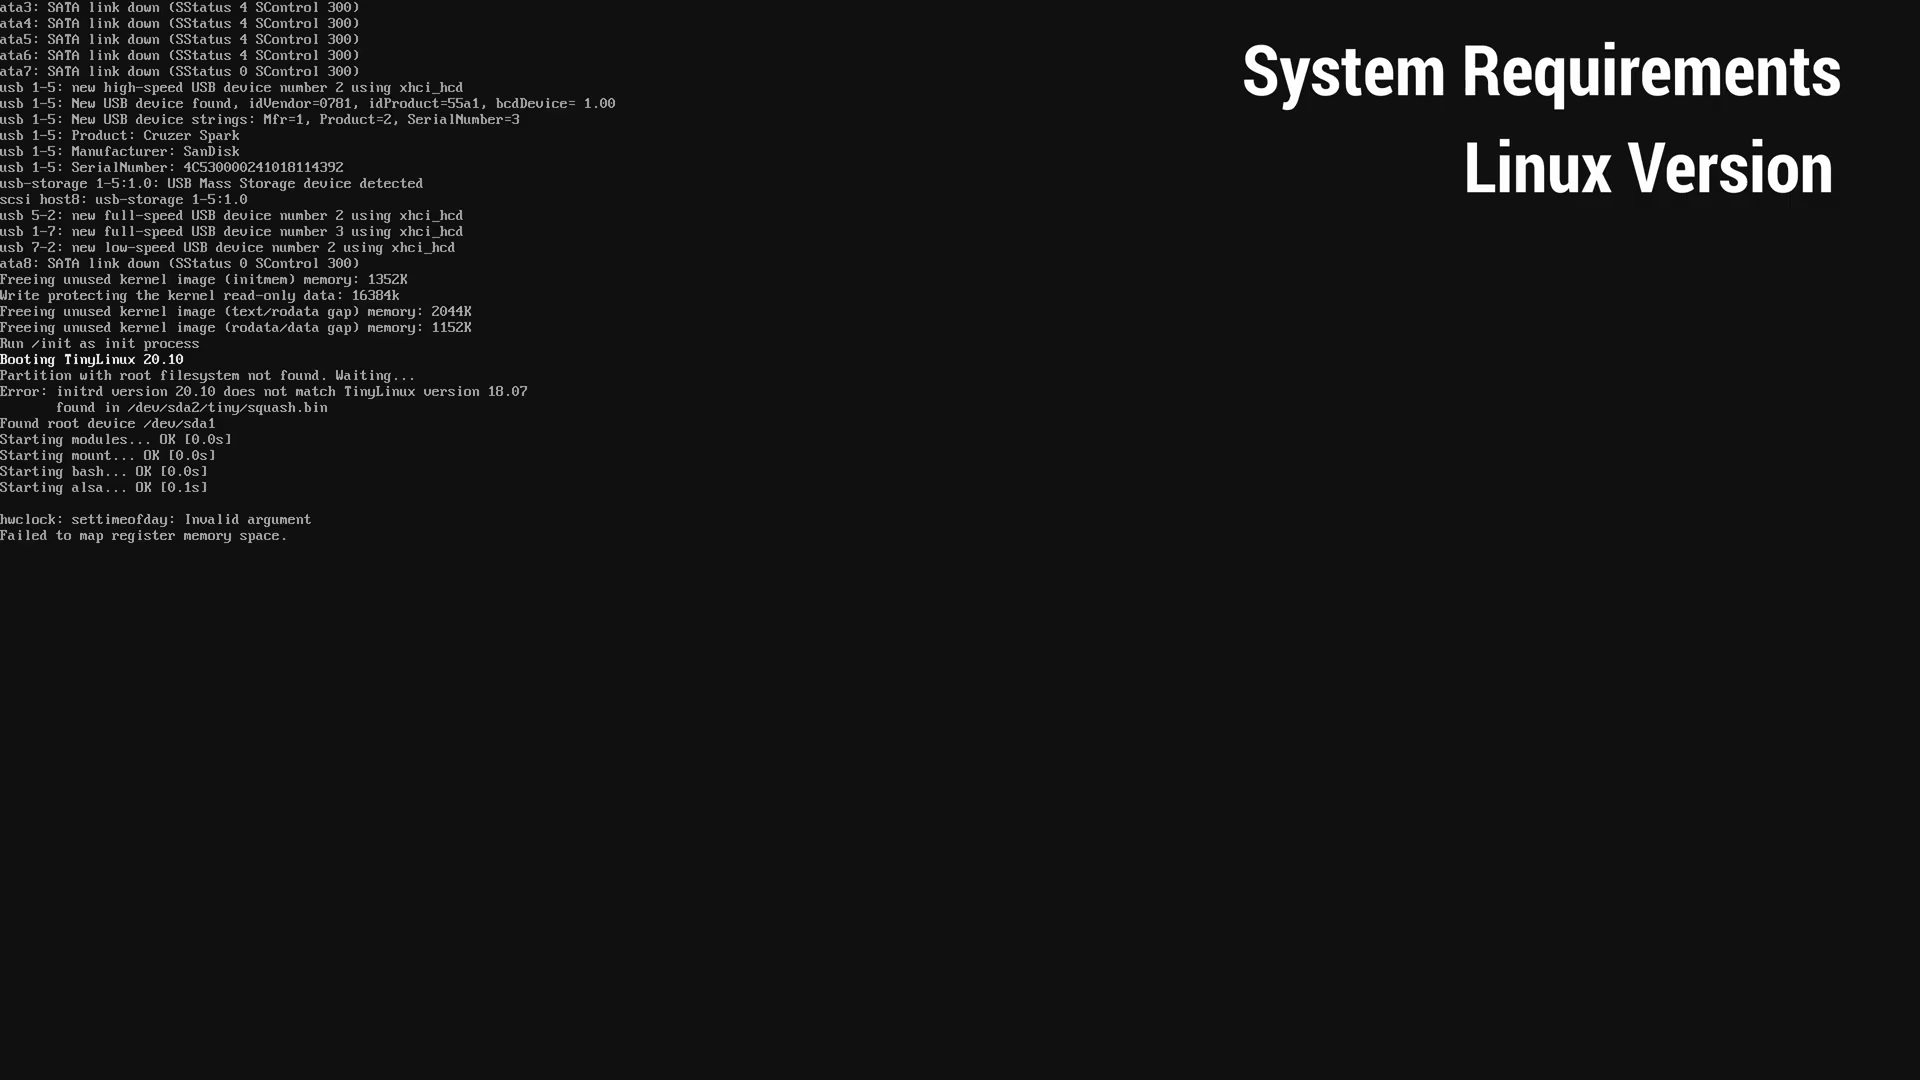 ata3: SATA link down (SStatus 4 SControl 300)
ata4: SATA link down (SStatus 4 SControl 300)
ata5: SATA link down (SStatus 4 SControl 300)
ata6: SATA link down (SStatus 4 SControl 300)
ata7: SATA link down (SStatus 0 SControl 300)
usb 1-5: new high-speed USB device number 2 using xhci_hcd
usb 1-5: New USB device found, idVendor=0781, idProduct=55a1, bcdDevice= 1.00
usb 1-5: New USB device strings: Mfr=1, Product=2, SerialNumber=3
usb 1-5: Product: Cruzer Spark
usb 1-5: Manufacturer: SanDisk
usb 1-5: SerialNumber: 4C530000241018114392
usb-storage 1-5:1.0: USB Mass Storage device detected
scsi host8: usb-storage 1-5:1.0
usb 5-2: new full-speed USB device number 2 using xhci_hcd
usb 1-7: new full-speed USB device number 3 using xhci_hcd
usb 7-2: new low-speed USB device number 2 using xhci_hcd
ata8: SATA link down (SStatus 0 SControl 300)
Freeing unused kernel image (initmem) memory: 1352K
Write protecting the kernel read-only data: 16384k
Freeing unused kernel image (text/rodata gap) memory: 2044K
Freeing unused kernel image (rodata/data gap) memory: 1152K
Run /init as init process
Booting TinyLinux 20.10
Partition with root filesystem not found. Waiting...
Error: initrd version 20.10 does not match TinyLinux version 18.07
found in /dev/sda2/tiny/squash.bin
Found root device /dev/sda1
Starting modules... OK [0.0s]
Starting mount... OK [0.0s]
Starting bash... OK [0.0s]
Starting alsa... OK [0.1s]
hwclock: settimeofday: Invalid argument
Failed to map register memory space.
System Requirements
Linux Version